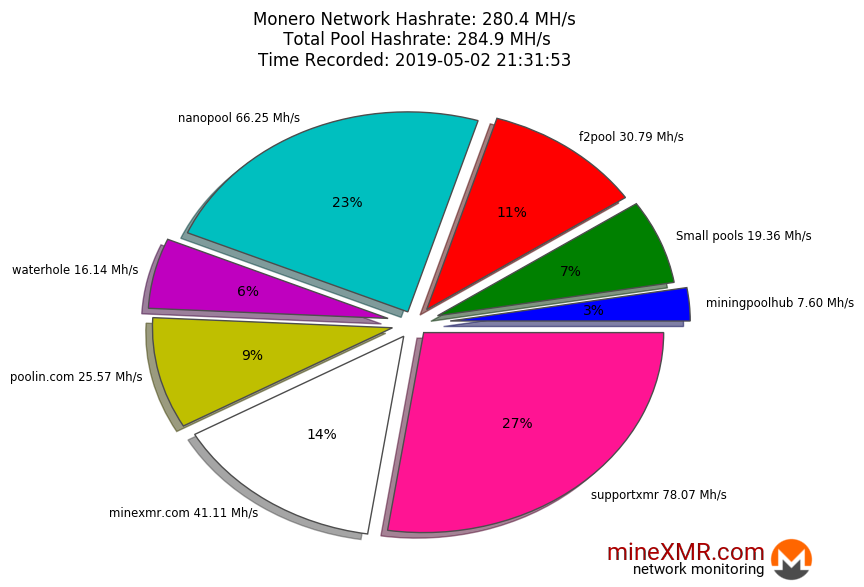 Monero Network Hashrate: 280.4 MH/s
Total Pool Hashrate: 284.9 MH/s
Time Recorded: 2019-05-02 21:31:53
nanopool 66.25 Mh/s
f2pool 30.79 Mh/s
23%
11%
Small pools 19.36 Mh/s
waterhole 16.14 Mh/s
7%
6%
miningpoolhub 7.60 Mh/s
3%
9%
poolin.com 25.57 Mh/s
27%
14%
supportxmr 78.07 Mh/s
minexmr.com 41.11 Mh/s
mineXMR.com
network monitoring